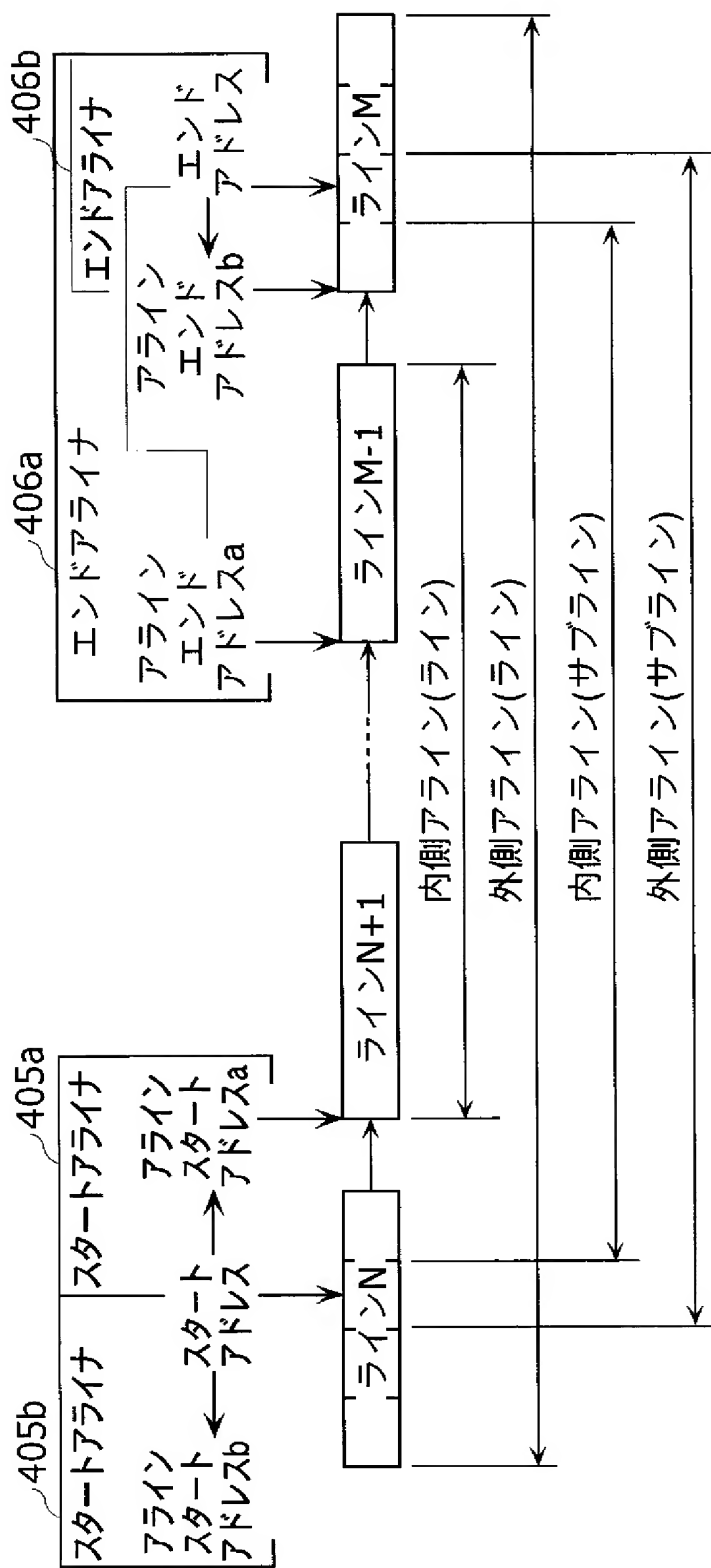 405b
405a
406a
406b
スタートアライナ
スタートアライナ
エンドアライナ
エンドアライナ
アライン
スタート
アドレスb
スタート
アドレス
アライン
スタート
アドレスa
アライン
エンド
アドレスa
アライン
エンド
アドレスb
エンド
アドレス
ラインN
ラインN+1
ラインM-1
ラインM
内側アライン(ライン)
外側アライン(ライン)
内側アライン(サブライン)
外側アライン(サブライン)